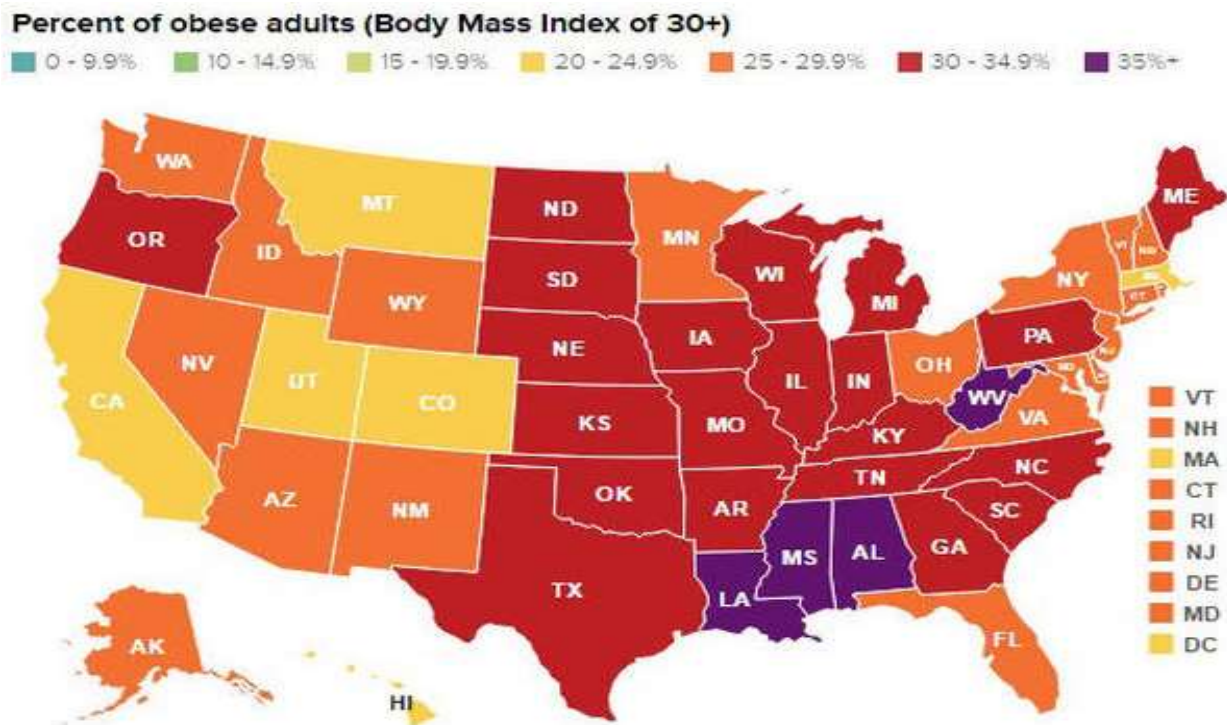 Percent of obese adults (Body Mass Index of 30+)
0 - 9.9% 10 - 14.9% 15 - 19.9% 20 - 24.9% 25 - 29.9% 30 - 34.9% 35%+
WA
MT
ND
MN
ME
OR
ID
SD
WI
MI
NY
WY
NE
IA
PA
NV
UT
CO
IL
IN
OH
WV
VA
CA
KS
MO
KY
AZ
NM
OK
AR
TN
NC
SC
TX
LA
MS
AL
GA
FL
AK
HI
VT
NH
MA
CT
RI
NJ
DE
MD
DC